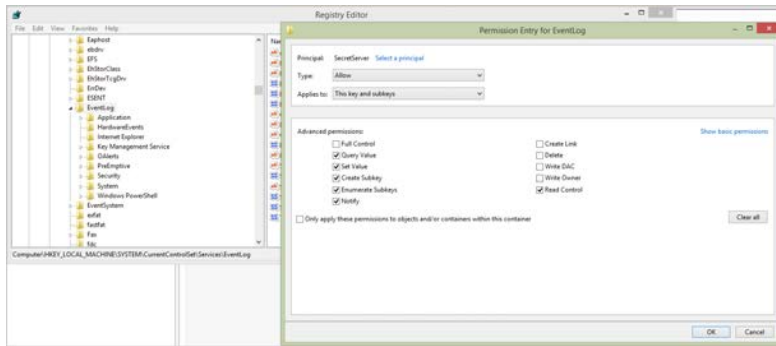 Registry Editor
File Edit View Favorites Help
Eaphost
ebdrv
EFS
EhStorClass
EhStorTcgDrv
ErrDev
ESENT
EventLog
Application
HardwareEvents
Internet Explorer
Key Management Service
OAlerts
PreEmptive
Security
System
Windows PowerShell
EventSystem
exfat
fastfat
Fax
fdc
Computer\HKEY_LOCAL_MACHINE\SYSTEM\CurrentControlSet\Services\EventLog
Permission Entry for EventLog
Principal: SecretServer Select a principal
Type: Allow
Applies to: This key and subkeys
Advanced permissions: Show basic permissions
Full Control Create Link
Query Value Delete
Set Value Write DAC
Create Subkey Write Owner
Enumerate Subkeys Read Control
Notify
Only apply these permissions to objects and/or containers within this container Clear all
OK Cancel